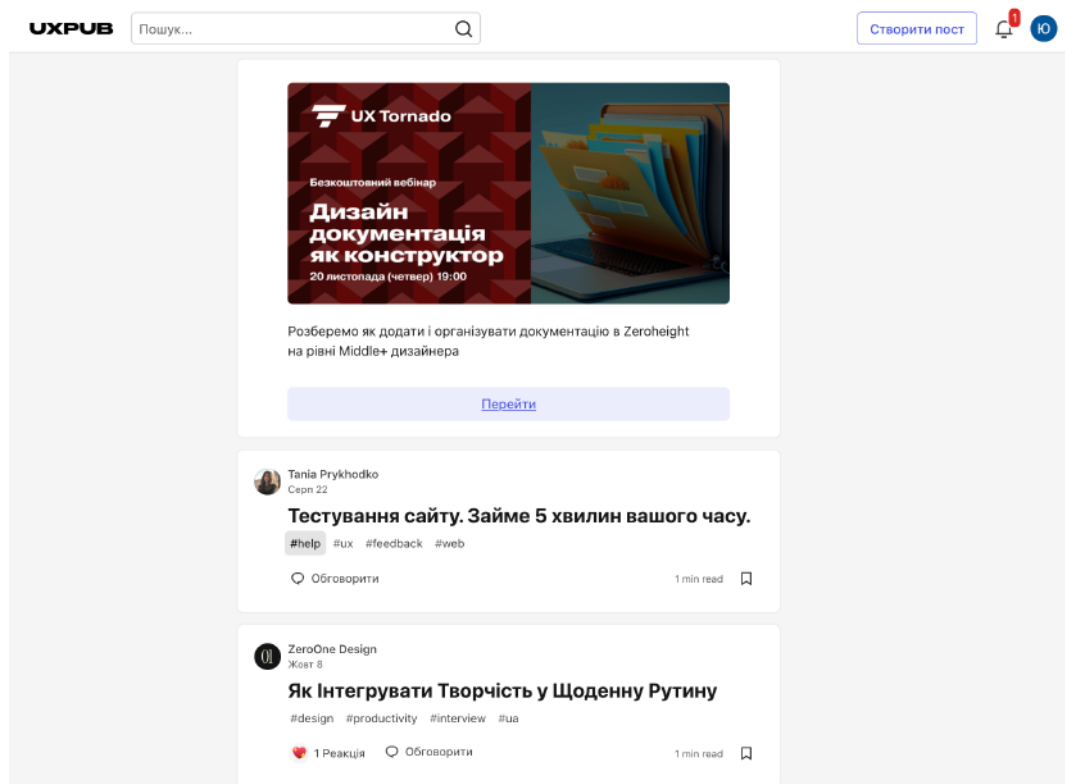 UXPUB
Пошук...
Створити пост
1
Ю
UX Tornado
Безкоштовний вебінар
Дизайн
документація
як конструктор
20 листопада (четвер) 19:00
Розберемо як додати і організувати документацію в Zeroheight
на рівні Middle+ дизайнера
Перейти
Tania Prykhodko
Серп 22
Тестування сайту. Займе 5 хвилин вашого часу.
#help #ux #feedback #web
Обговорити 1 min read
01
ZeroOne Design
Жовт 8
Як Інтегрувати Творчість у Щоденну Рутину
#design #productivity #interview #ua
1 Реакція Обговорити 1 min read